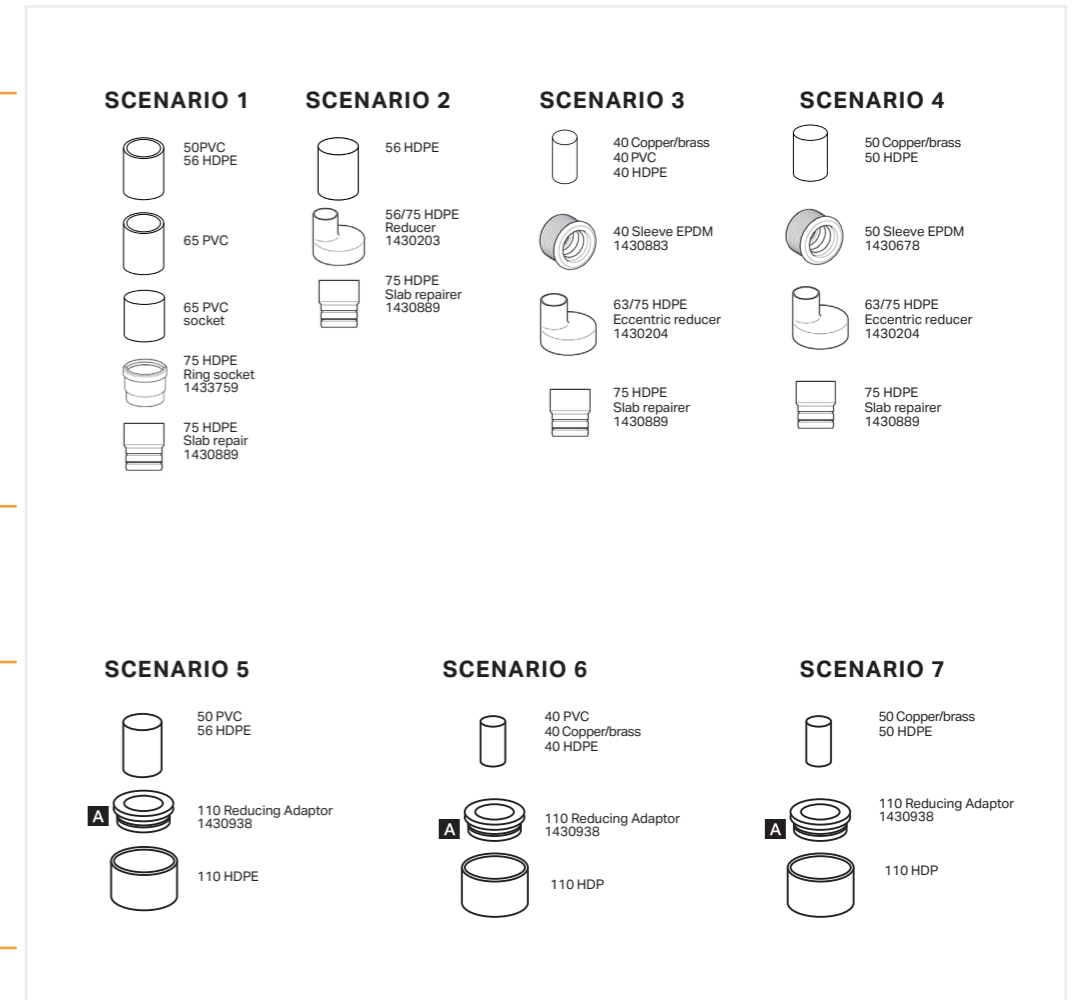 SCENARIO 1
50PVC
56 HDPE
65 PVC
65 PVC
socket
75 HDPE
Ring socket
1433759
75 HDPE
Slab repair
1430889
SCENARIO 2
56 HDPE
56/75 HDPE
Reducer
1430203
75 HDPE
Slab repairer
1430889
SCENARIO 3
40 Copper/brass
40 PVC
40 HDPE
40 Sleeve EPDM
1430883
63/75 HDPE
Eccentric reducer
1430204
75 HDPE
Slab repairer
1430889
SCENARIO 4
50 Copper/brass
50 HDPE
50 Sleeve EPDM
1430678
63/75 HDPE
Eccentric reducer
1430204
75 HDPE
Slab repairer
1430889
SCENARIO 5
50 PVC
56 HDPE
A
110 Reducing Adaptor
1430938
110 HDPE
SCENARIO 6
40 PVC
40 Copper/brass
40 HDPE
A
110 Reducing Adaptor
1430938
110 HDP
SCENARIO 7
50 Copper/brass
50 HDPE
A
110 Reducing Adaptor
1430938
110 HDP